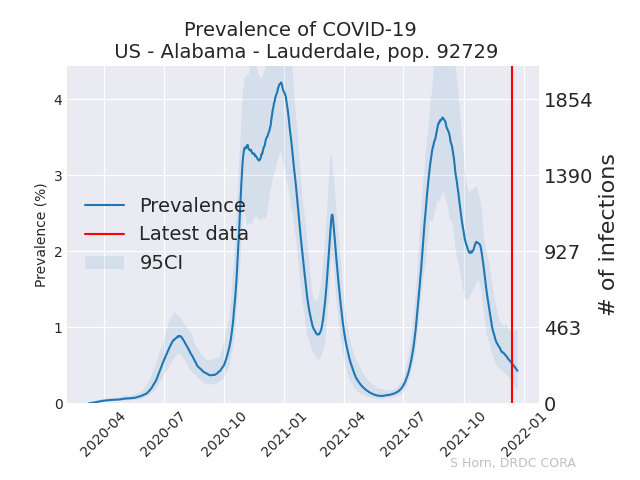 Prevalence of COVID-19
US - Alabama - Lauderdale, pop. 92729
Prevalence (%)
4
3
2
1
0
1854
1390
927
463
0
# of infections
Prevalence
Latest data
95CI
2020-04
2020-07
2020-10
2021-01
2021-04
2021-07
2021-10
2022-01
S Horn, DRDC CORA